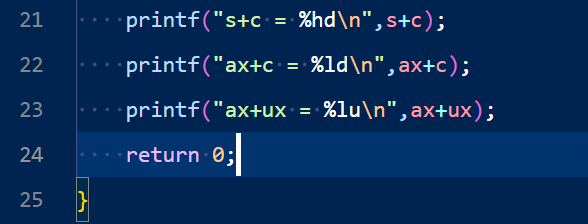 21 printf("s+c = %hd\n",s+c);
22 printf("ax+c = %ld\n",ax+c);
23 printf("ax+ux = %lu\n",ax+ux);
24 return 0;
25 }